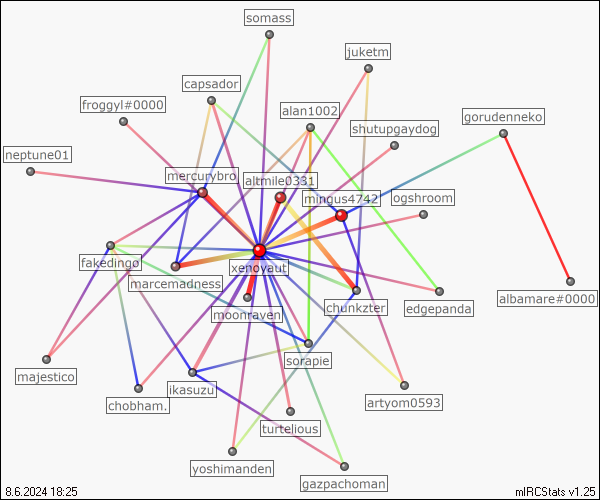 somass
juketm
capsador
froggyl#0000
alan1002
gorudenneko
shutupgaydog
neptune01
mercurybro
altmile0331
mingus4742
ogshroom
fakedingo
xenoyaut
marcemadness
albamare#0000
moonraven
chunkzter
edgepanda
sorapie
majestico
ikasuzu
chobham.
artyom0593
turtelious
yoshimanden
gazpachoman
8.6.2024 18:25
mIRCStats v1.25